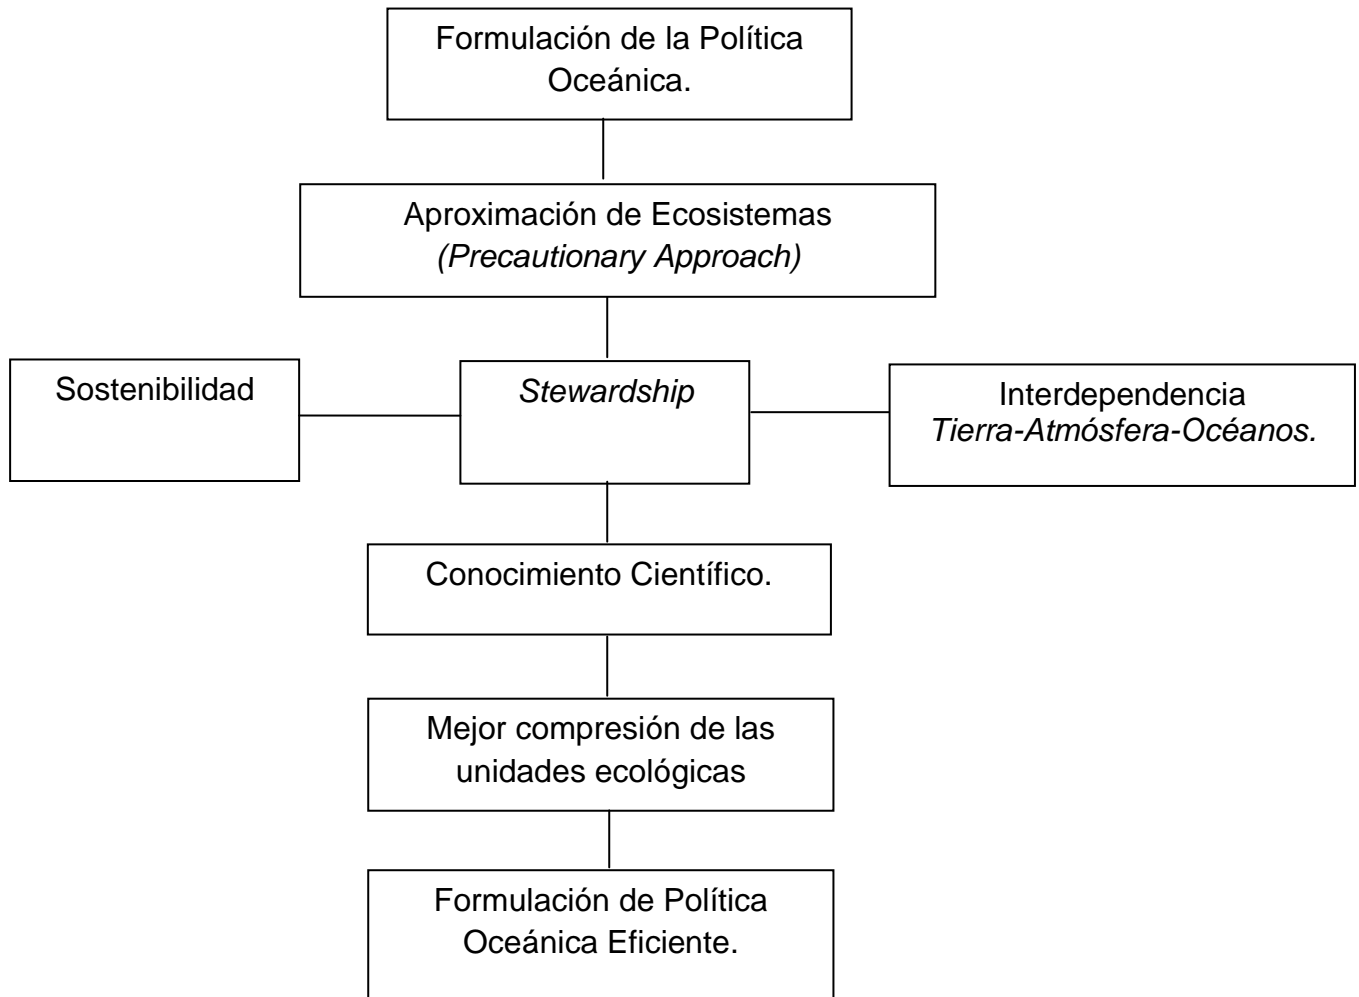 Formulación de la Política
Oceánica.
Aproximación de Ecosistemas
(Precautionary Approach)
Sostenibilidad
Stewardship
Interdependencia
Tierra-Atmósfera-Océanos.
Conocimiento Científico.
Mejor compresión de las
unidades ecológicas
Formulación de Política
Oceánica Eficiente.